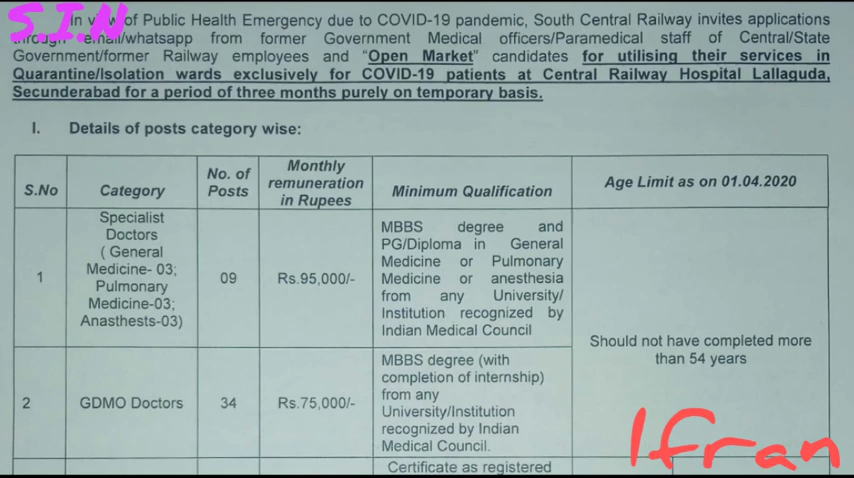 S.I.N
In view of Public Health Emergency due to COVID-19 pandemic, South Central Railway invites applications
through email/whatsapp from former Government Medical officers/Paramedical staff of Central/State
Government/former Railway employees and "Open Market" candidates for utilising their services in
Quarantine/Isolation wards exclusively for COVID-19 patients at Central Railway Hospital Lallaguda,
Secunderabad for a period of three months purely on temporary basis.
I. Details of posts category wise:
S.No
Category
No. of
Posts
Monthly
remuneration
in Rupees
Minimum Qualification
Age Limit as on 01.04.2020
1
Specialist
Doctors
( General
Medicine- 03;
Pulmonary
Medicine-03;
Anasthests-03)
09
Rs.95,000/-
MBBS degree and
PG/Diploma in General
Medicine or Pulmonary
Medicine or anesthesia
from any University/
Institution recognized by
Indian Medical Council
Should not have completed more
than 54 years
2
GDMO Doctors
34
Rs.75,000/-
MBBS degree (with
completion of internship)
from any
University/Institution
recognized by Indian
Medical Council.
Certificate as registered
Ifran